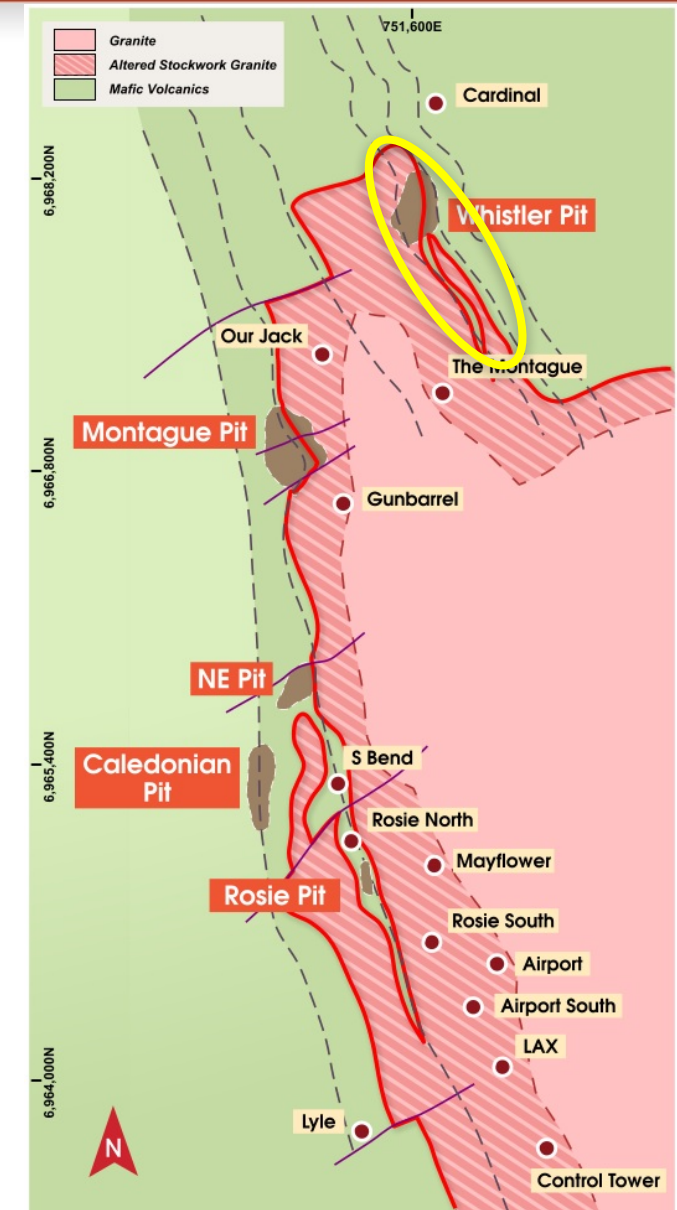 751,600E
Granite
Altered Stockwork Granite
Mafic Volcanics
Cardinal
6,968,200N
Whistler Pit
Our Jack
The Montague
Montague Pit
6,966,800N
Gunbarrel
NE Pit
6,965,400N
S Bend
Caledonian
Pit
Rosie North
Mayflower
Rosie Pit
Rosie South
Airport
Airport South
LAX
6,964,000N
Lyle
N
Control Tower